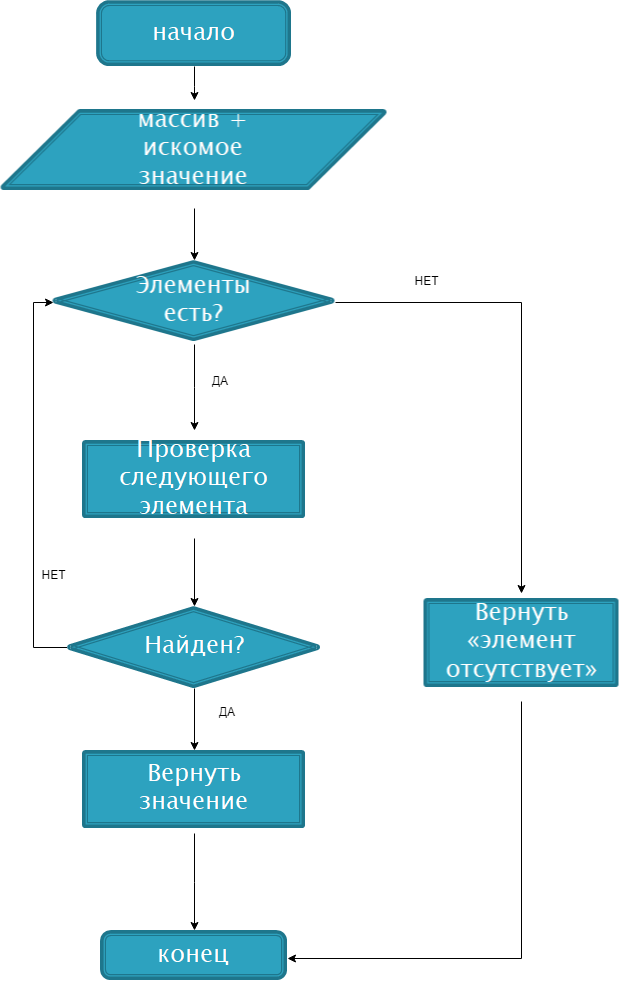 начало
массив +
искомое
значение
Элементы
есть?
НЕТ
ДА
Проверка
следующего
элемента
НЕТ
Найден?
Вернуть
«элемент
отсутствует»
ДА
Вернуть
значение
конец